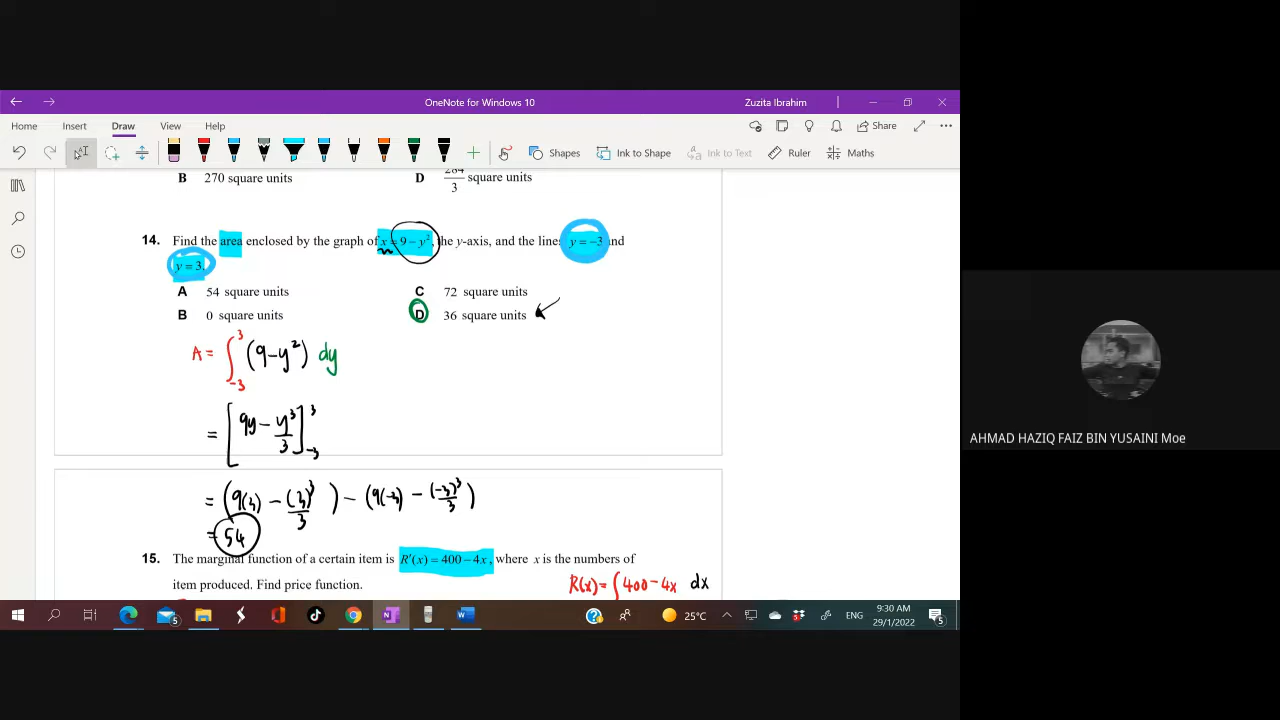 OneNote for Windows 10
Zuzita Ibrahim
Home Insert Draw View Help
Share
Shapes Ink to Shape Ink to Text Ruler Maths
B 270 square units
D 284/3 square units
14. Find the area enclosed by the graph of x = 9 − y², the y-axis, and the lines y = −3 and
y = 3.
A 54 square units
C 72 square units
B 0 square units
D 36 square units
A = ∫₋₃³ (9−y²) dy
= [9y − y³/3]₋₃³
= (9(3) − (3)³/3) − (9(-3) − (-3)³/3)
= 54
15. The marginal function of a certain item is R′(x) = 400 − 4x, where x is the numbers of
item produced. Find price function.
R(x) = ∫ 400 − 4x dx
AHMAD HAZIQ FAIZ BIN YUSAINI Moe
5
25°C
ENG
9:30 AM
29/1/2022
5